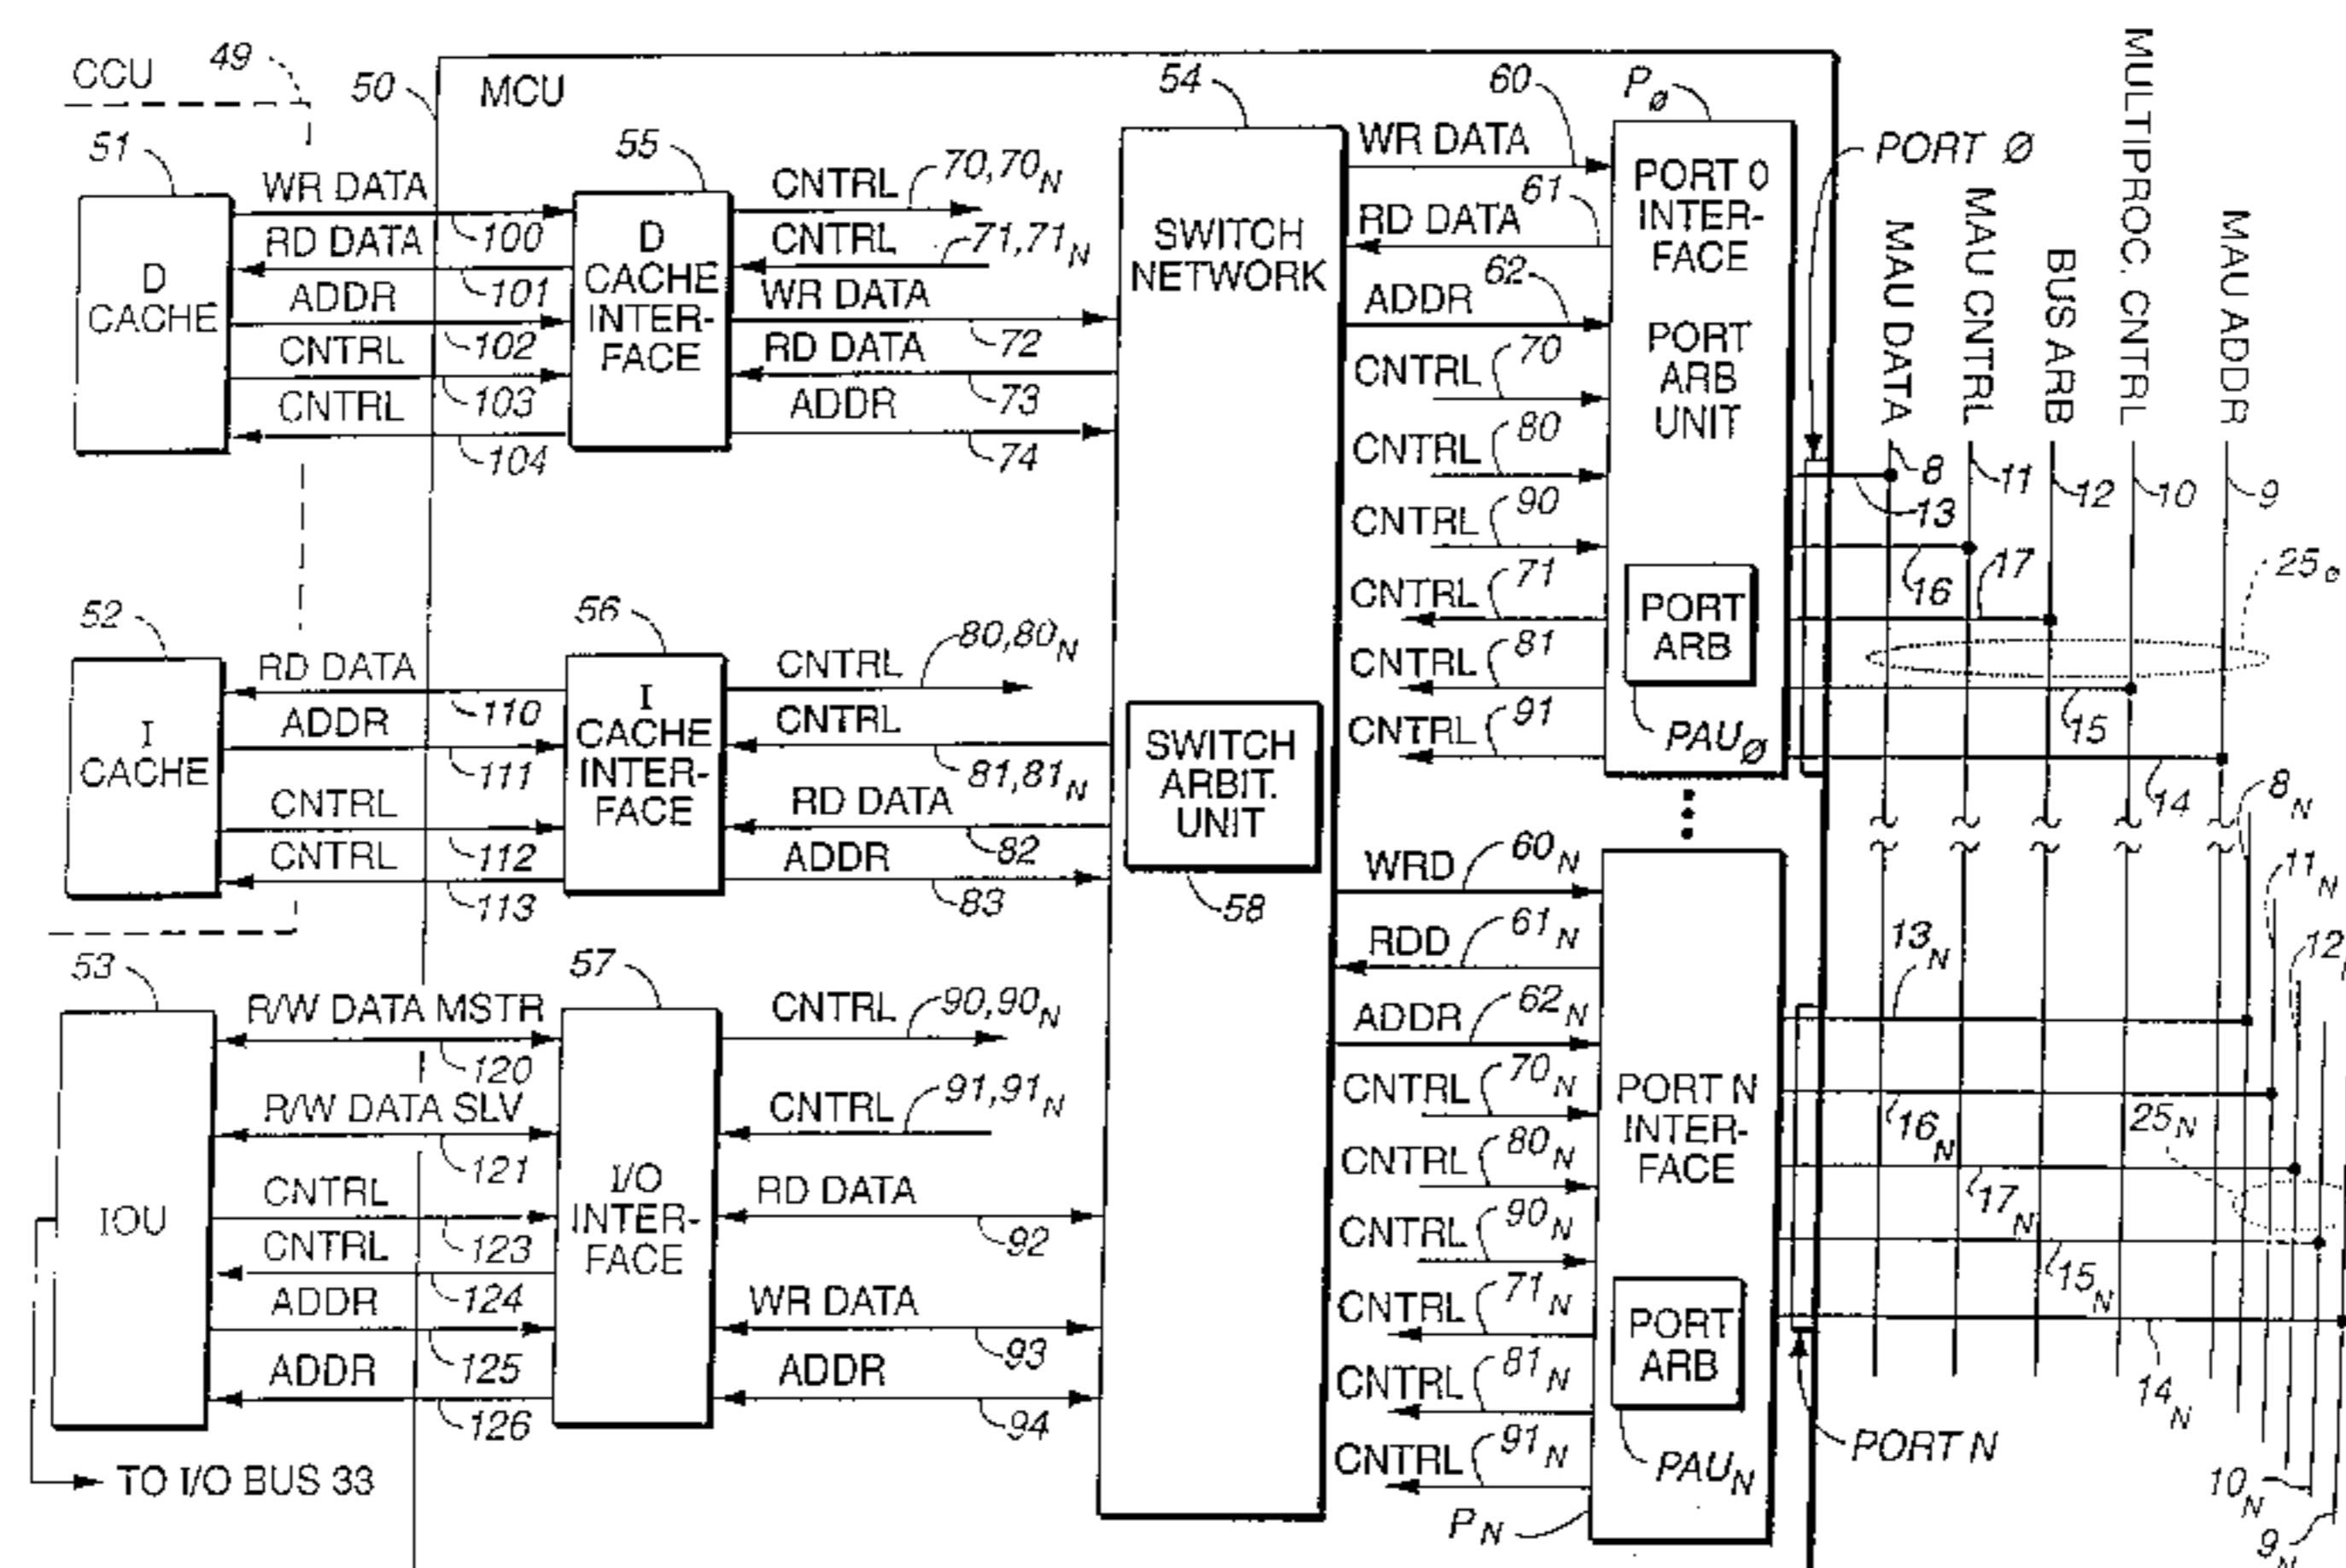 CCU
49
50
MCU
51
D
CACHE
WR DATA
100
RD DATA
101
ADDR
102
CNTRL
103
CNTRL
104
55
D
CACHE
INTER-
FACE
CNTRL
70,70N
CNTRL
71,71N
WR DATA
72
RD DATA
73
ADDR
74
52
I
CACHE
RD DATA
110
ADDR
111
CNTRL
112
CNTRL
113
56
I
CACHE
INTER-
FACE
CNTRL
80,80N
CNTRL
81,81N
RD DATA
82
ADDR
83
53
IOU
TO I/O BUS 33
R/W DATA MSTR
120
R/W DATA SLV
121
CNTRL
123
CNTRL
124
ADDR
125
ADDR
126
57
I/O
INTER-
FACE
CNTRL
90,90N
CNTRL
91,91N
RD DATA
92
WR DATA
93
ADDR
94
54
SWITCH
NETWORK
SWITCH
ARBIT.
UNIT
58
WR DATA
60
RD DATA
61
ADDR
62
CNTRL
70
CNTRL
80
CNTRL
90
CNTRL
71
CNTRL
81
CNTRL
91
Pø
PORT 0
INTER-
FACE
PORT
ARB
UNIT
PORT
ARB
PAUø
PORT Ø
WRD
60N
RDD
61N
ADDR
62N
CNTRL
70N
CNTRL
80N
CNTRL
90N
CNTRL
71N
CNTRL
81N
CNTRL
91N
PORT N
INTER-
FACE
PORT
ARB
PAUN
PN
PORT N
MAU DATA
MAU CNTRL
BUS ARB
MULTIPROC. CNTRL
MAU ADDR
8
11
12
10
9
13
16
17
15
14
25o
8N
11N
12
13N
16N
17N
15N
14N
25N
10N
9N